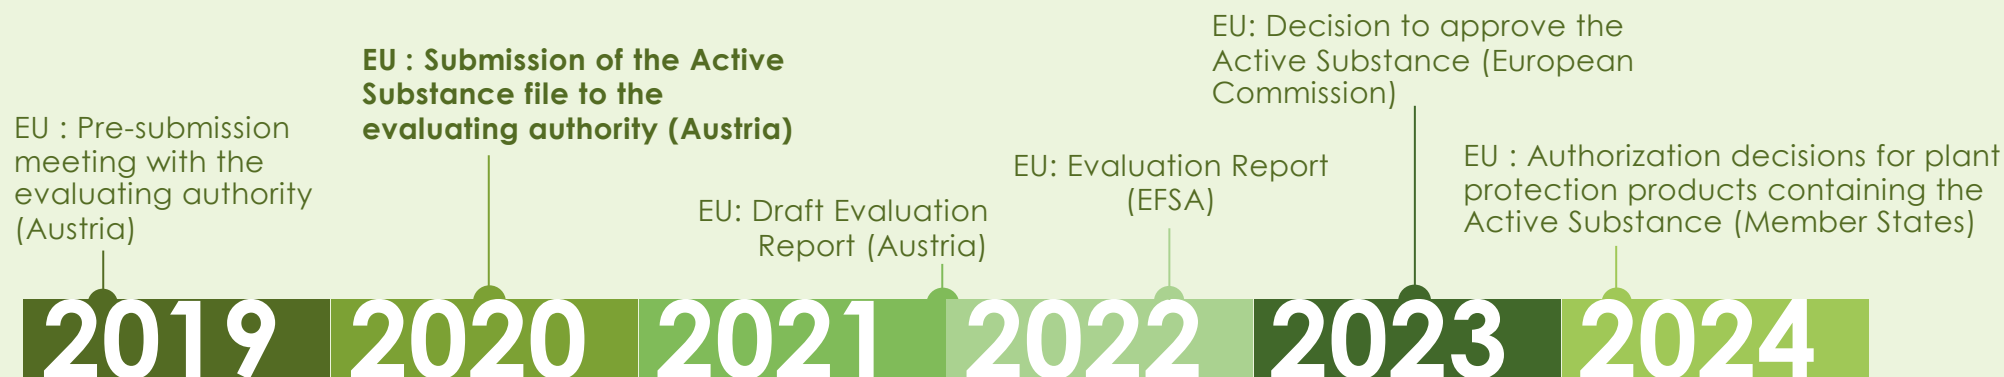 EU : Pre-submission
meeting with the
evaluating authority
(Austria)
EU : Submission of the Active
Substance file to the
evaluating authority (Austria)
EU: Draft Evaluation
Report (Austria)
EU: Evaluation Report
(EFSA)
EU: Decision to approve the
Active Substance (European
Commission)
EU : Authorization decisions for plant
protection products containing the
Active Substance (Member States)
2019 2020 2021 2022 2023 2024